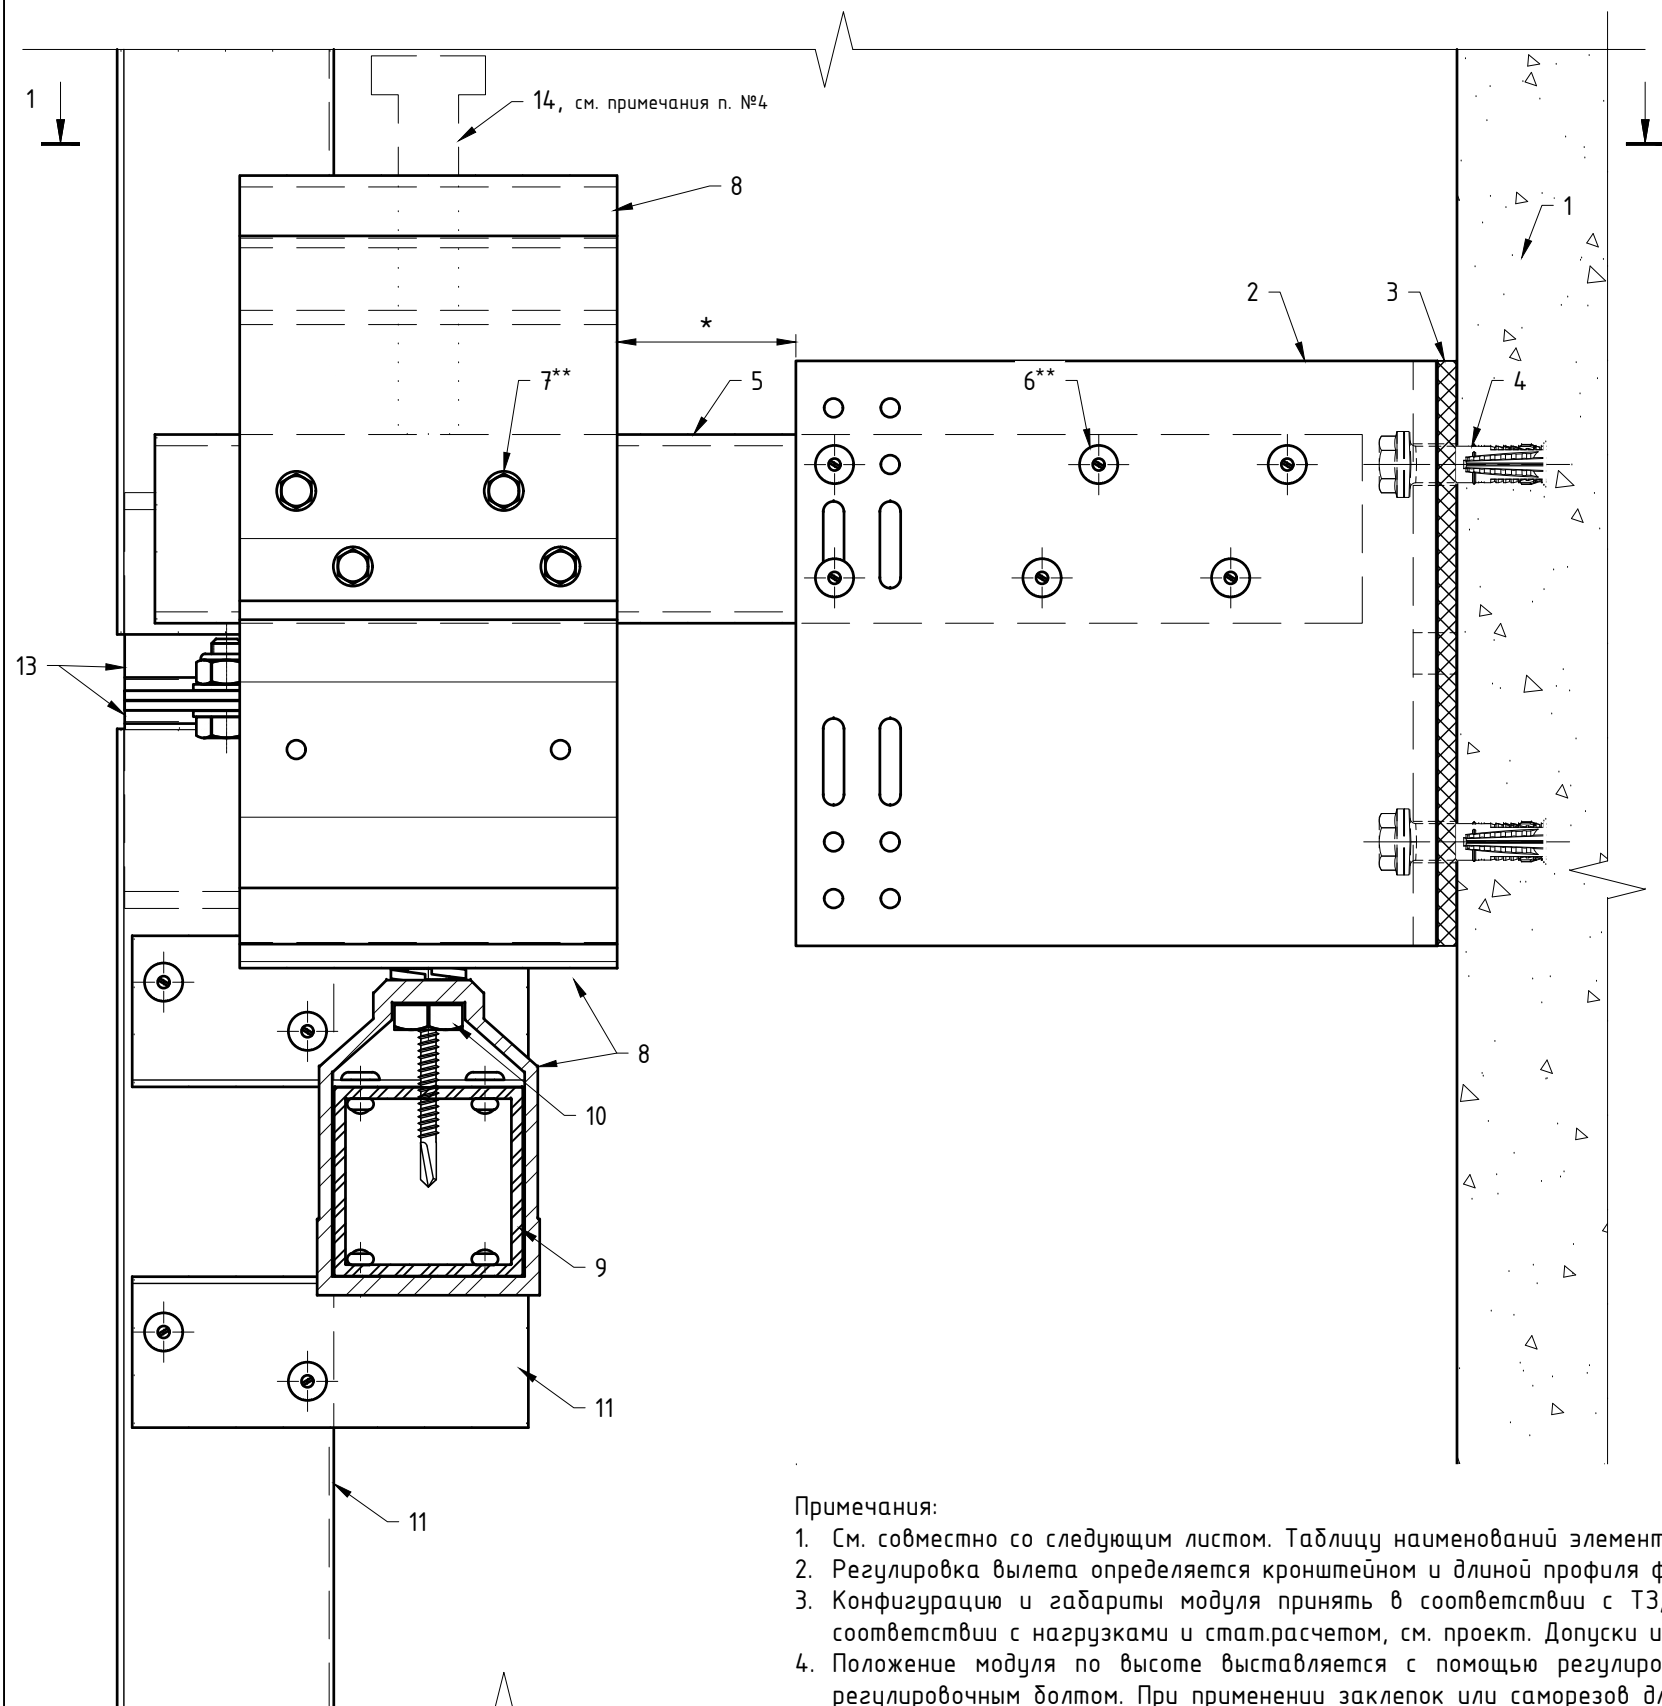 1
14, см. примечания п. №4
8
1
2
3
*
7**
5
6**
4
13
8
10
9
11
11
Примечания:
1. См. совместно со следующим листом. Таблицу наименований
2. Регулировка вылета определяется кронштейном и длиной профиля
3. Конфигурацию и габариты модуля принять в соответствии с ТЗ,
соответствии с нагрузками и стат.расчетом, см. проект. Допуски
4. Положение модуля по высоте выставляется с помощью
регулировочным болтом. При применении заклепок или саморезов